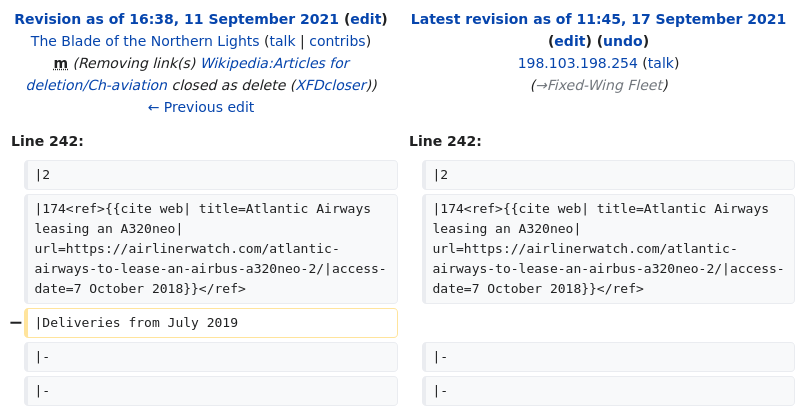 Revision as of 16:38, 11 September 2021 (edit)
The Blade of the Northern Lights (talk | contribs)
m (Removing link(s) Wikipedia:Articles for
deletion/Ch-aviation closed as delete (XFDcloser))
← Previous edit
Latest revision as of 11:45, 17 September 2021
(edit) (undo)
198.103.198.254 (talk)
(→Fixed-Wing Fleet)
Line 242:
Line 242:
|2
|2
|174<ref>{{cite web| title=Atlantic Airways
leasing an A320neo|
url=https://airlinerwatch.com/atlantic-
airways-to-lease-an-airbus-a320neo-2/|access-
date=7 October 2018}}</ref>
|174<ref>{{cite web| title=Atlantic Airways
leasing an A320neo|
url=https://airlinerwatch.com/atlantic-
airways-to-lease-an-airbus-a320neo-2/|access-
date=7 October 2018}}</ref>
− |Deliveries from July 2019
|-
|-
|-
|-